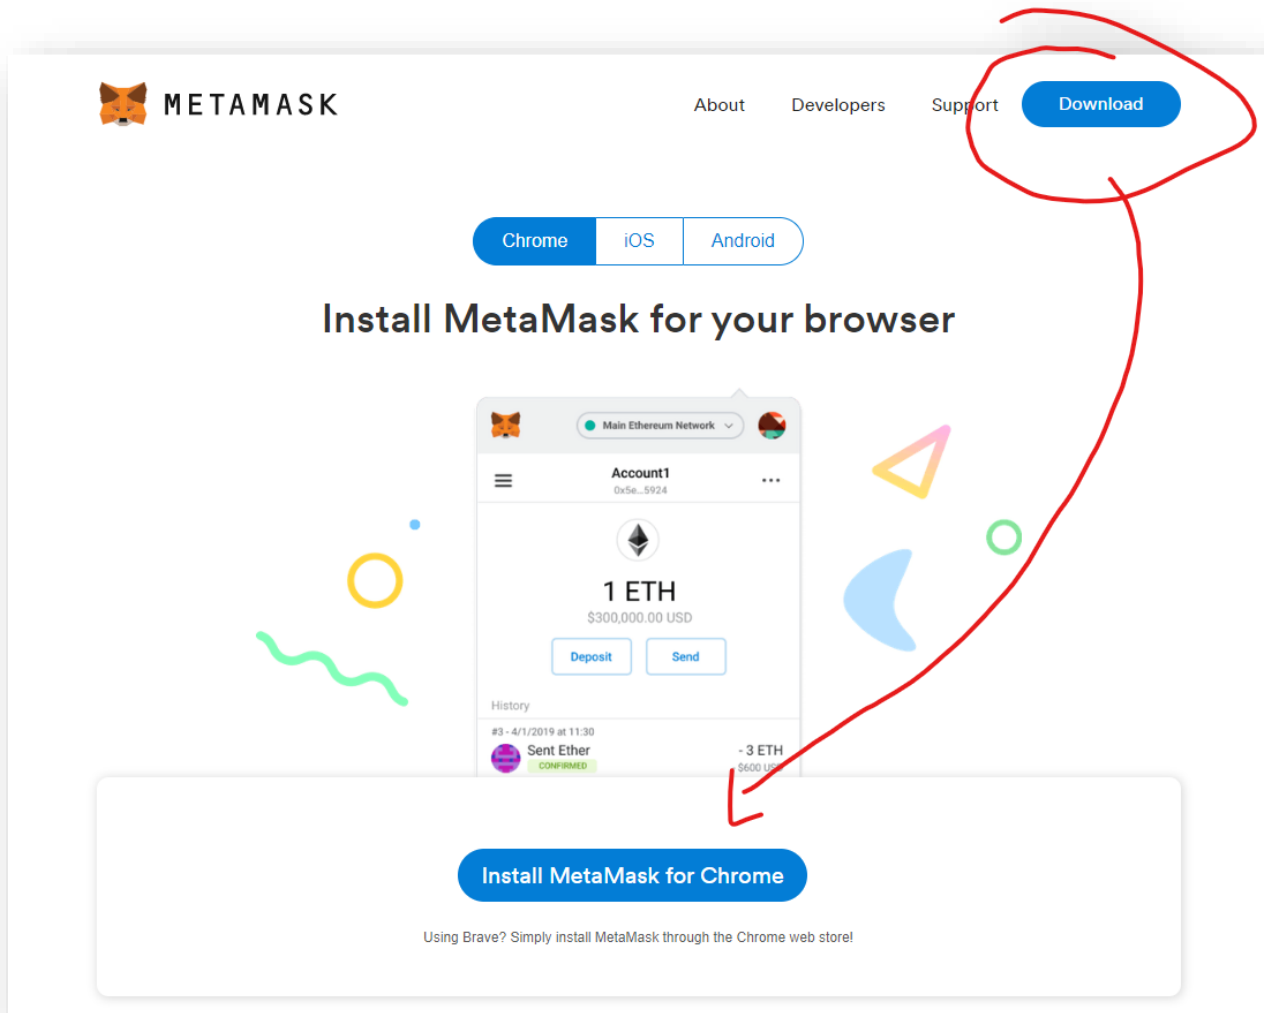 METAMASK
About Developers Support Download
Chrome iOS Android
Install MetaMask for your browser
Main Ethereum Network
Account1
0x5e...5924
1 ETH
$300,000.00 USD
Deposit Send
History
#3 - 4/1/2019 at 11:30
Sent Ether - 3 ETH
CONFIRMED $600 USD
Install MetaMask for Chrome
Using Brave? Simply install MetaMask through the Chrome web store!